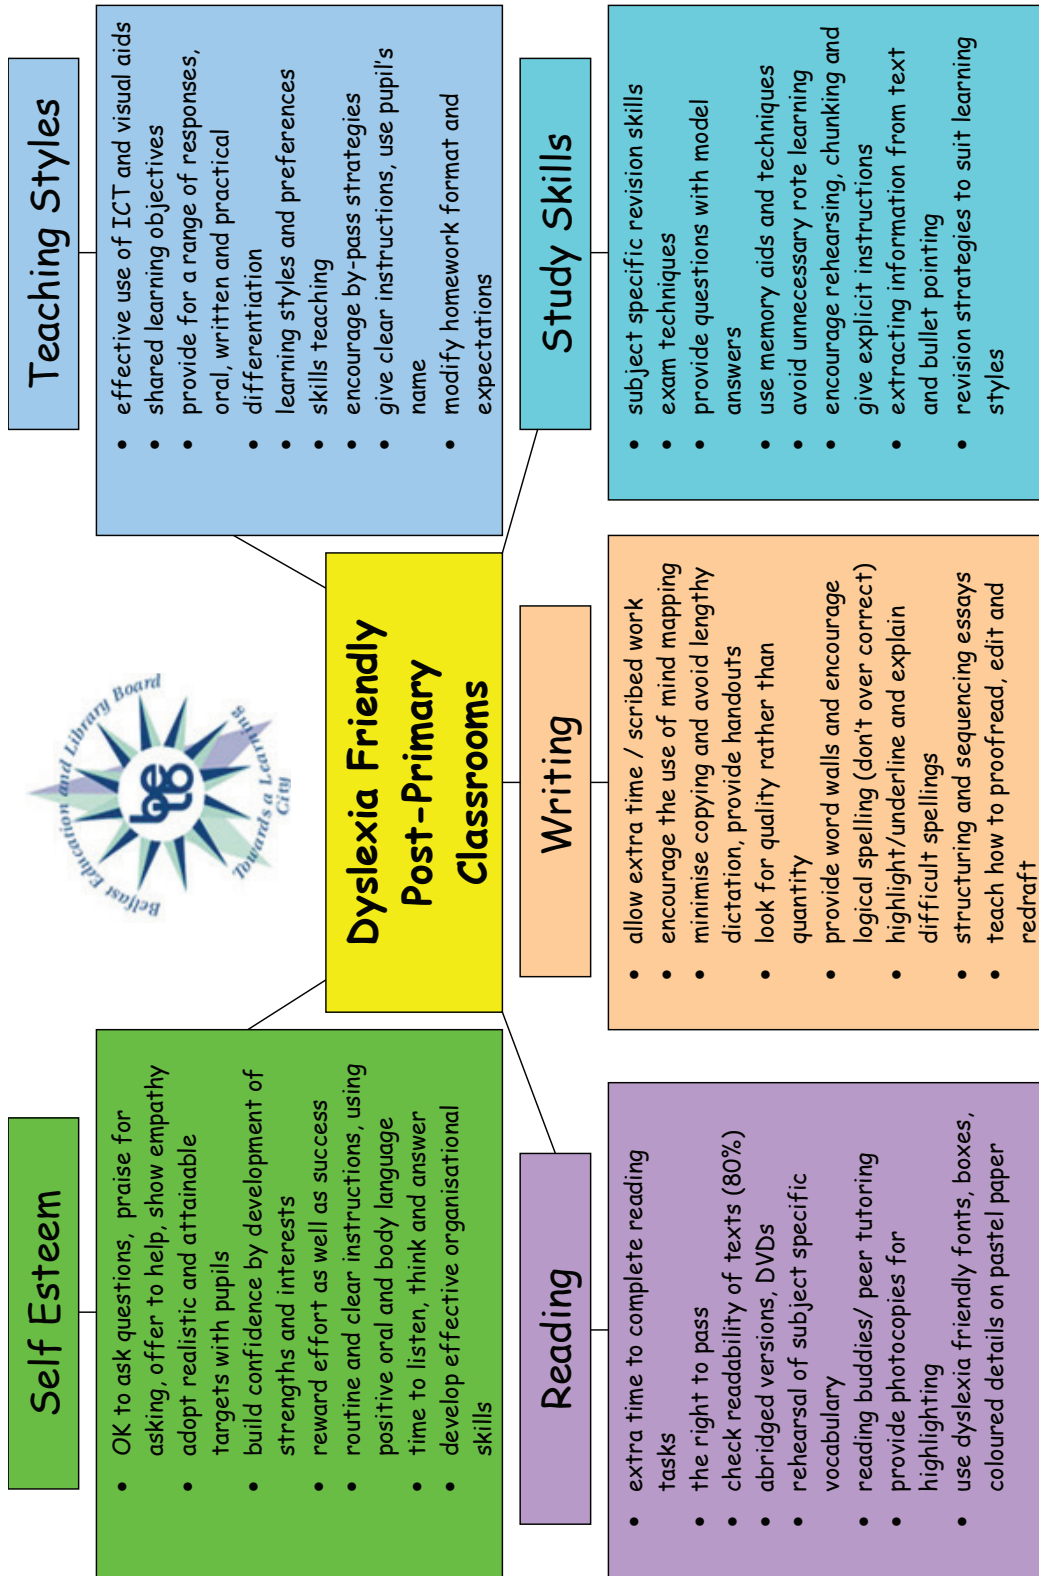 Self Esteem
OK to ask questions,  praise for
asking, offer to help, show empathy
adopt realistic and attainable
targets with pupils
build confidence by development of
strengths and interests
reward effort as well as success
routine and clear instructions, using
positive oral and body language
time to listen, think and answer
develop effective organisational
skills
Belfast Education and Library Board
belb
Towards a Learning
City
Teaching Styles
effective use of ICT and visual aids
shared learning objectives
provide for a range of responses,
oral, written and practical
differentiation
learning styles and preferences
skills teaching
encourage by-pass strategies
give clear instructions, use pupil's
name
modify homework format and
expectations
Dyslexia Friendly
Post-Primary
Classrooms
Reading
extra time to complete reading
tasks
the right to pass
check readability of texts (80%)
abridged versions, DVDs
rehearsal of subject specific
vocabulary
reading buddies/ peer tutoring
provide photocopies for
highlighting
use dyslexia friendly fonts, boxes,
coloured details on pastel paper
Writing
allow extra time / scribed work
encourage the use of mind mapping
minimise copying and avoid lengthy
dictation, provide handouts
look for quality rather than
quantity
provide word walls and encourage
logical spelling (don't over correct)
highlight/underline and explain
difficult spellings
structuring and sequencing essays
teach how to proofread, edit and
redraft
Study Skills
subject specific revision skills
exam techniques
provide questions with model
answers
use memory aids and techniques
avoid unnecessary rote learning
encourage rehearsing, chunking and
give explicit instructions
extracting information from text
and bullet pointing
revision strategies to suit learning
styles